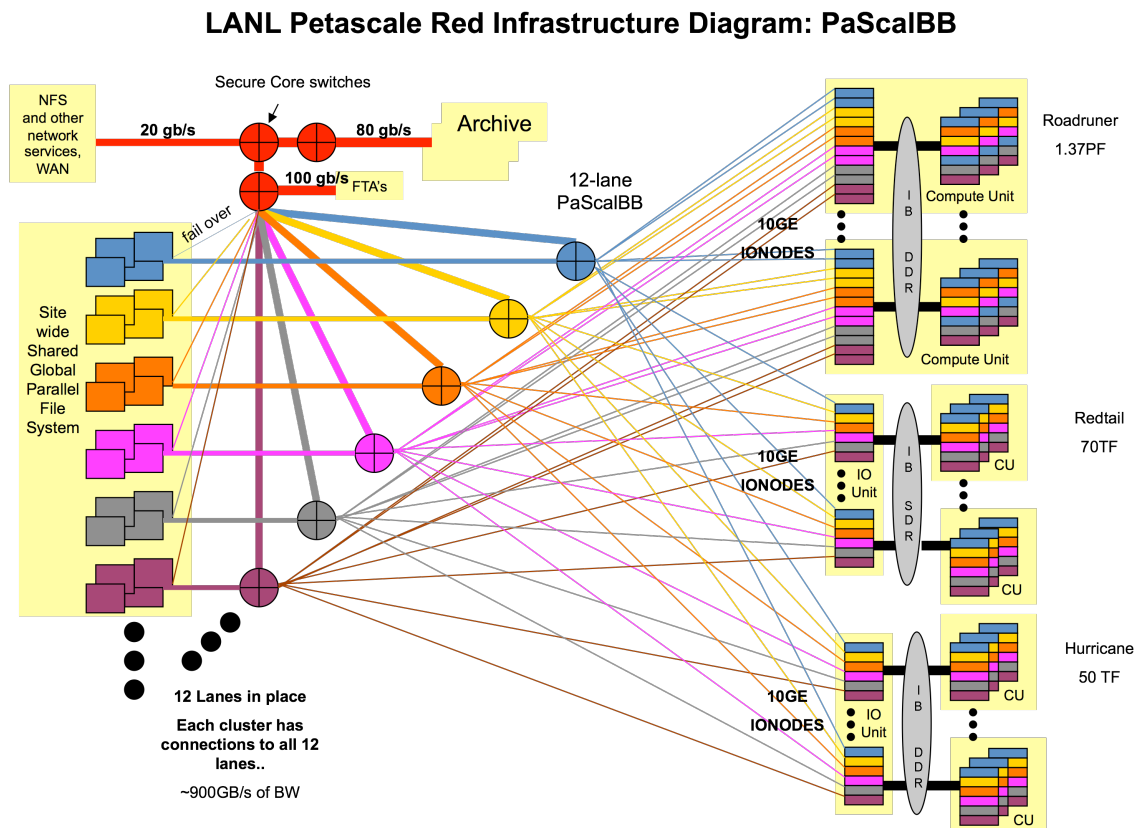 LANL Petascale Red Infrastructure Diagram: PaScalBB
Secure Core switches
NFS
and other
network
services,
WAN
20 gb/s
80 gb/s
Archive
100 gb/s
FTA's
fail over
12-lane
PaScalBB
Site
wide
Shared
Global
Parallel
File
System
10GE
IONODES
I
B
D
D
R
Compute Unit
Compute Unit
Roadruner
1.37PF
10GE
IONODES
IO
Unit
I
B
S
D
R
CU
CU
Redtail
70TF
10GE
IONODES
IO
Unit
I
B
D
D
R
CU
CU
Hurricane
50 TF
12 Lanes in place
Each cluster has
connections to all 12
lanes..
~900GB/s of BW